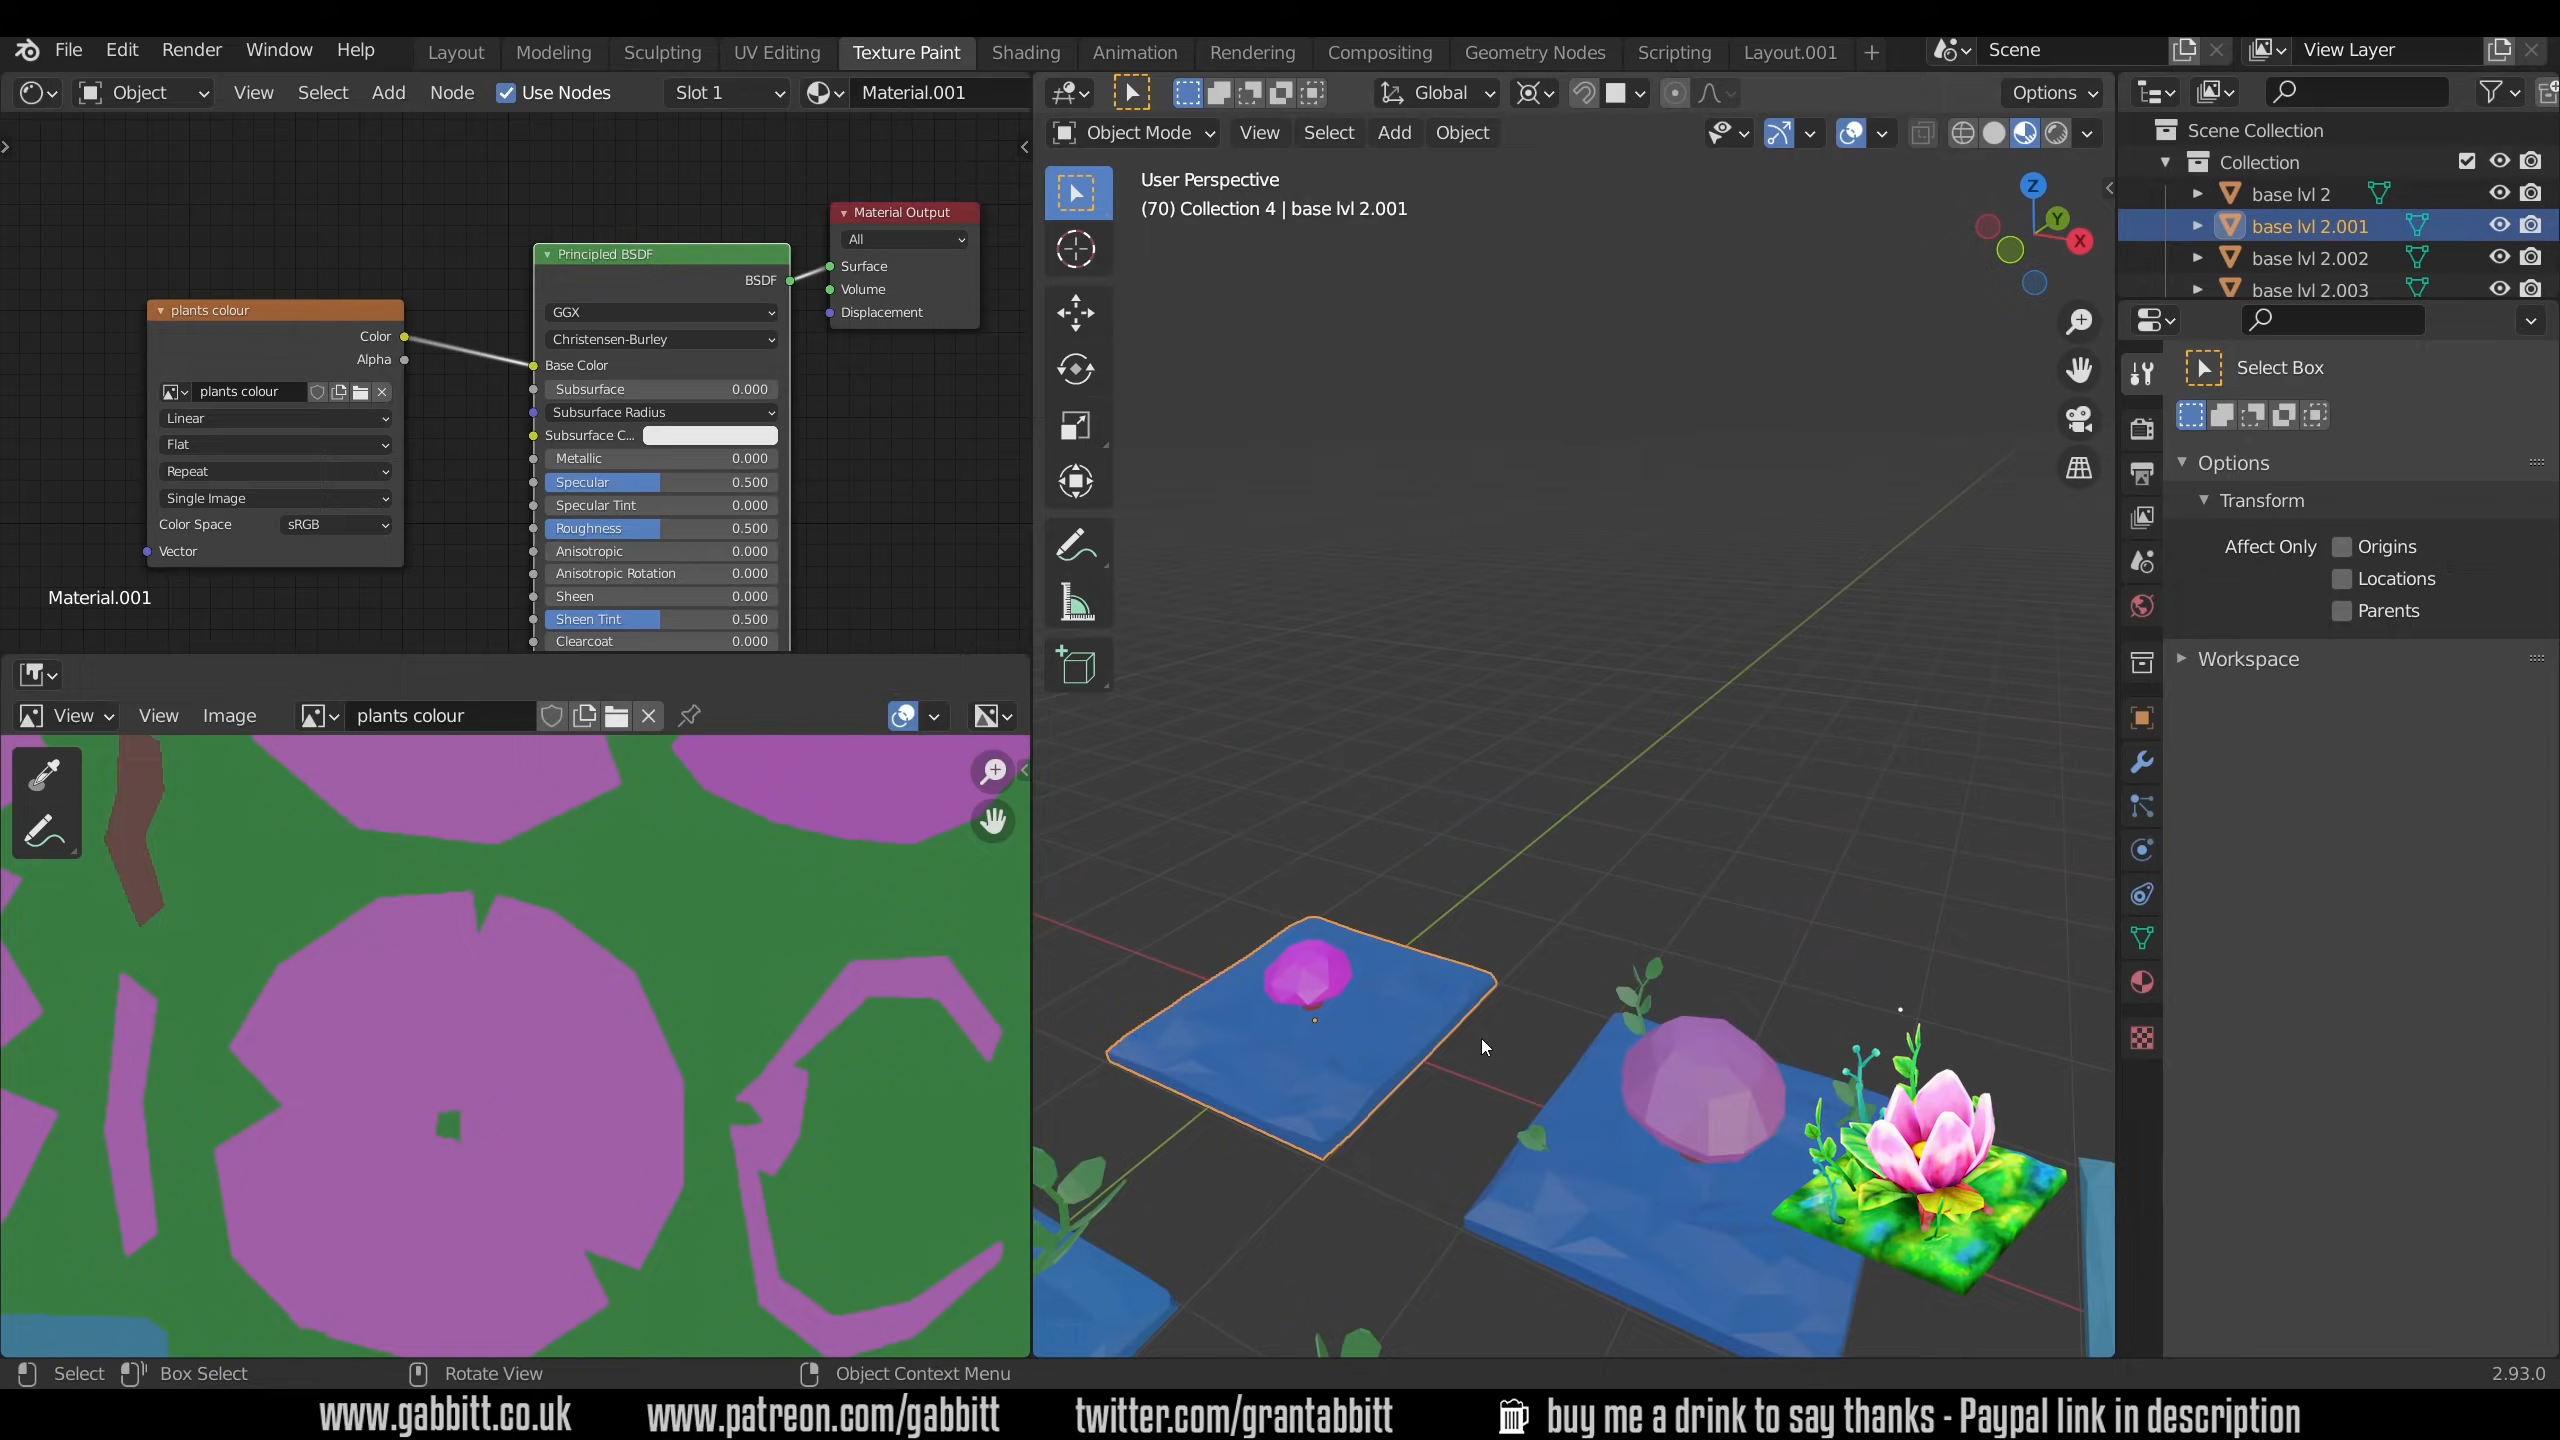 File Edit Render Window Help Layout Modeling Sculpting UV Editing Texture Paint Shading Animation Rendering Compositing Geometry Nodes Scripting Layout.001 Scene View Layer
Object View Select Add Node Use Nodes Slot 1 Material.001 Global Options
Object Mode View Select Add Object
User Perspective
(70) Collection 4 | base lvl 2.001
Z
Y
X
Material Output
All
Surface
Volume
Displacement
Principled BSDF
BSDF
GGX
Christensen-Burley
Base Color
Subsurface 0.000
Subsurface Radius
Subsurface C...
Metallic 0.000
Specular 0.500
Specular Tint 0.000
Roughness 0.500
Anisotropic 0.000
Anisotropic Rotation 0.000
Sheen 0.000
Sheen Tint 0.500
Clearcoat 0.000
plants colour
Color
Alpha
plants colour
Linear
Flat
Repeat
Single Image
Color Space sRGB
Vector
Material.001
View View Image plants colour
Scene Collection
Collection
base lvl 2
base lvl 2.001
base lvl 2.002
base lvl 2.003
Select Box
Options
Transform
Affect Only Origins
Locations
Parents
Workspace
Select Box Select Rotate View Object Context Menu 2.93.0
www.gabbitt.co.uk www.patreon.com/gabbitt twitter.com/grantabbitt buy me a drink to say thanks - Paypal link in description